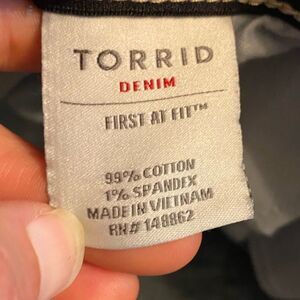 TORRID
DENIM
FIRST AT FIT™
99% COTTON
1% SPANDEX
MADE IN VIETNAM
RN# 148862